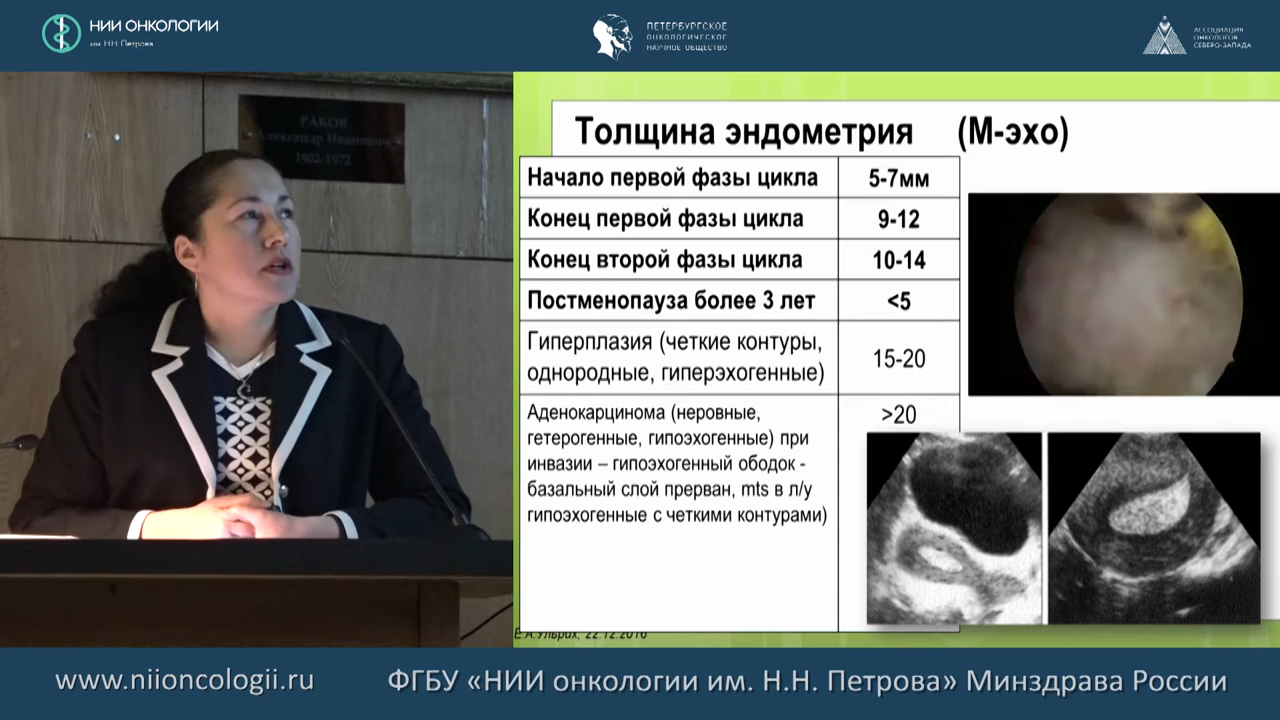 НИИ ОНКОЛОГИИ
им. Н.Н. Петрова
ПЕТЕРБУРГСКОЕ
ОНКОЛОГИЧЕСКОЕ
НАУЧНОЕ ОБЩЕСТВО
АССОЦИАЦИЯ
ОНКОЛОГОВ
СЕВЕРО-ЗАПАДА
РАКОВ
Александр Иванович
1902-1972
Толщина эндометрия (М-эхо)
Начало первой фазы цикла 5-7мм
Конец первой фазы цикла 9-12
Конец второй фазы цикла 10-14
Постменопауза более 3 лет <5
Гиперплазия (четкие контуры,
однородные, гиперэхогенные) 15-20
Аденокарцинома (неровные, >20
гетерогенные, гипоэхогенные) при
инвазии – гипоэхогенный ободок -
базальный слой прерван, mts в л/у
гипоэхогенные с четкими контурами)
Е.А.Ульрих, 22.12.2016
www.niioncologii.ru
ФГБУ «НИИ онкологии им. Н.Н. Петрова» Минздрава России